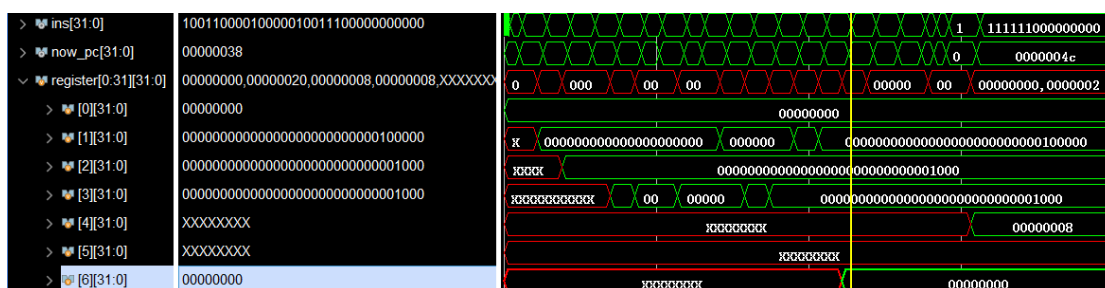 ins[31:0] 10011000010000010011100000000000 1 111111000000000
now_pc[31:0] 00000038 0 0000004c
register[0:31][31:0] 00000000,00000020,00000008,00000008,XXXXXXX 0 000 00 00 00000 00 00000000,0000002
[0][31:0] 00000000 00000000
[1][31:0] 00000000000000000000000000100000 X 0000000000000000000000 000000 00000000000000000000000000100000
[2][31:0] 00000000000000000000000000001000 XXXX 00000000000000000000000000001000
[3][31:0] 00000000000000000000000000001000 XXXXXXXXXXXX 00 00000 00000000000000000000000000001000
[4][31:0] XXXXXXXX XXXXXXXX 00000008
[5][31:0] XXXXXXXX XXXXXXXX
[6][31:0] 00000000 XXXXXXXX 00000000